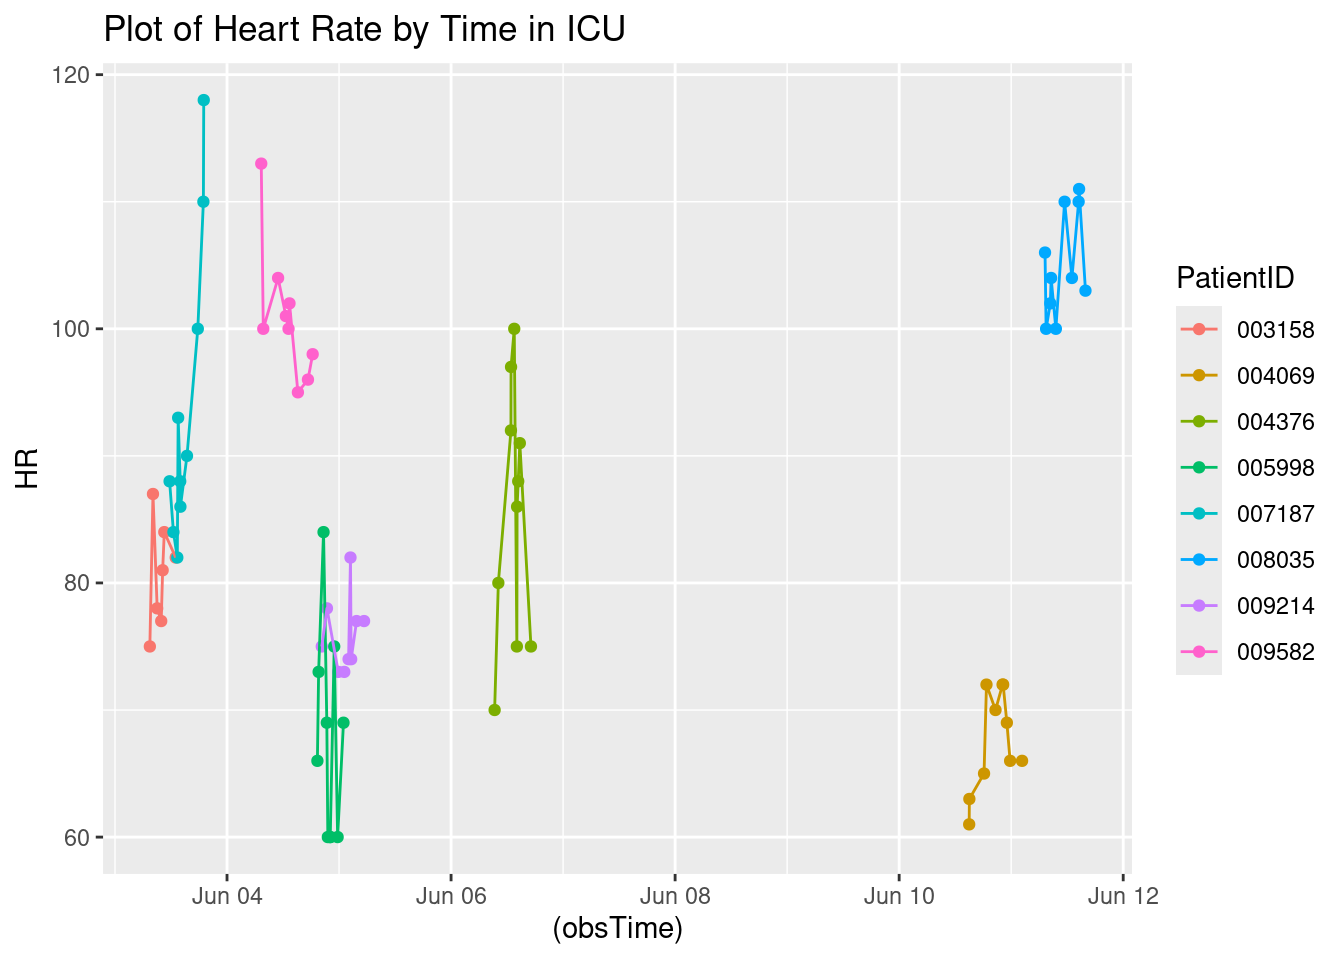 Plot of Heart Rate by Time in ICU
120
100
80
60
HR
Jun 04
Jun 06
Jun 08
Jun 10
Jun 12
(obsTime)
PatientID
003158
004069
004376
005998
007187
008035
009214
009582